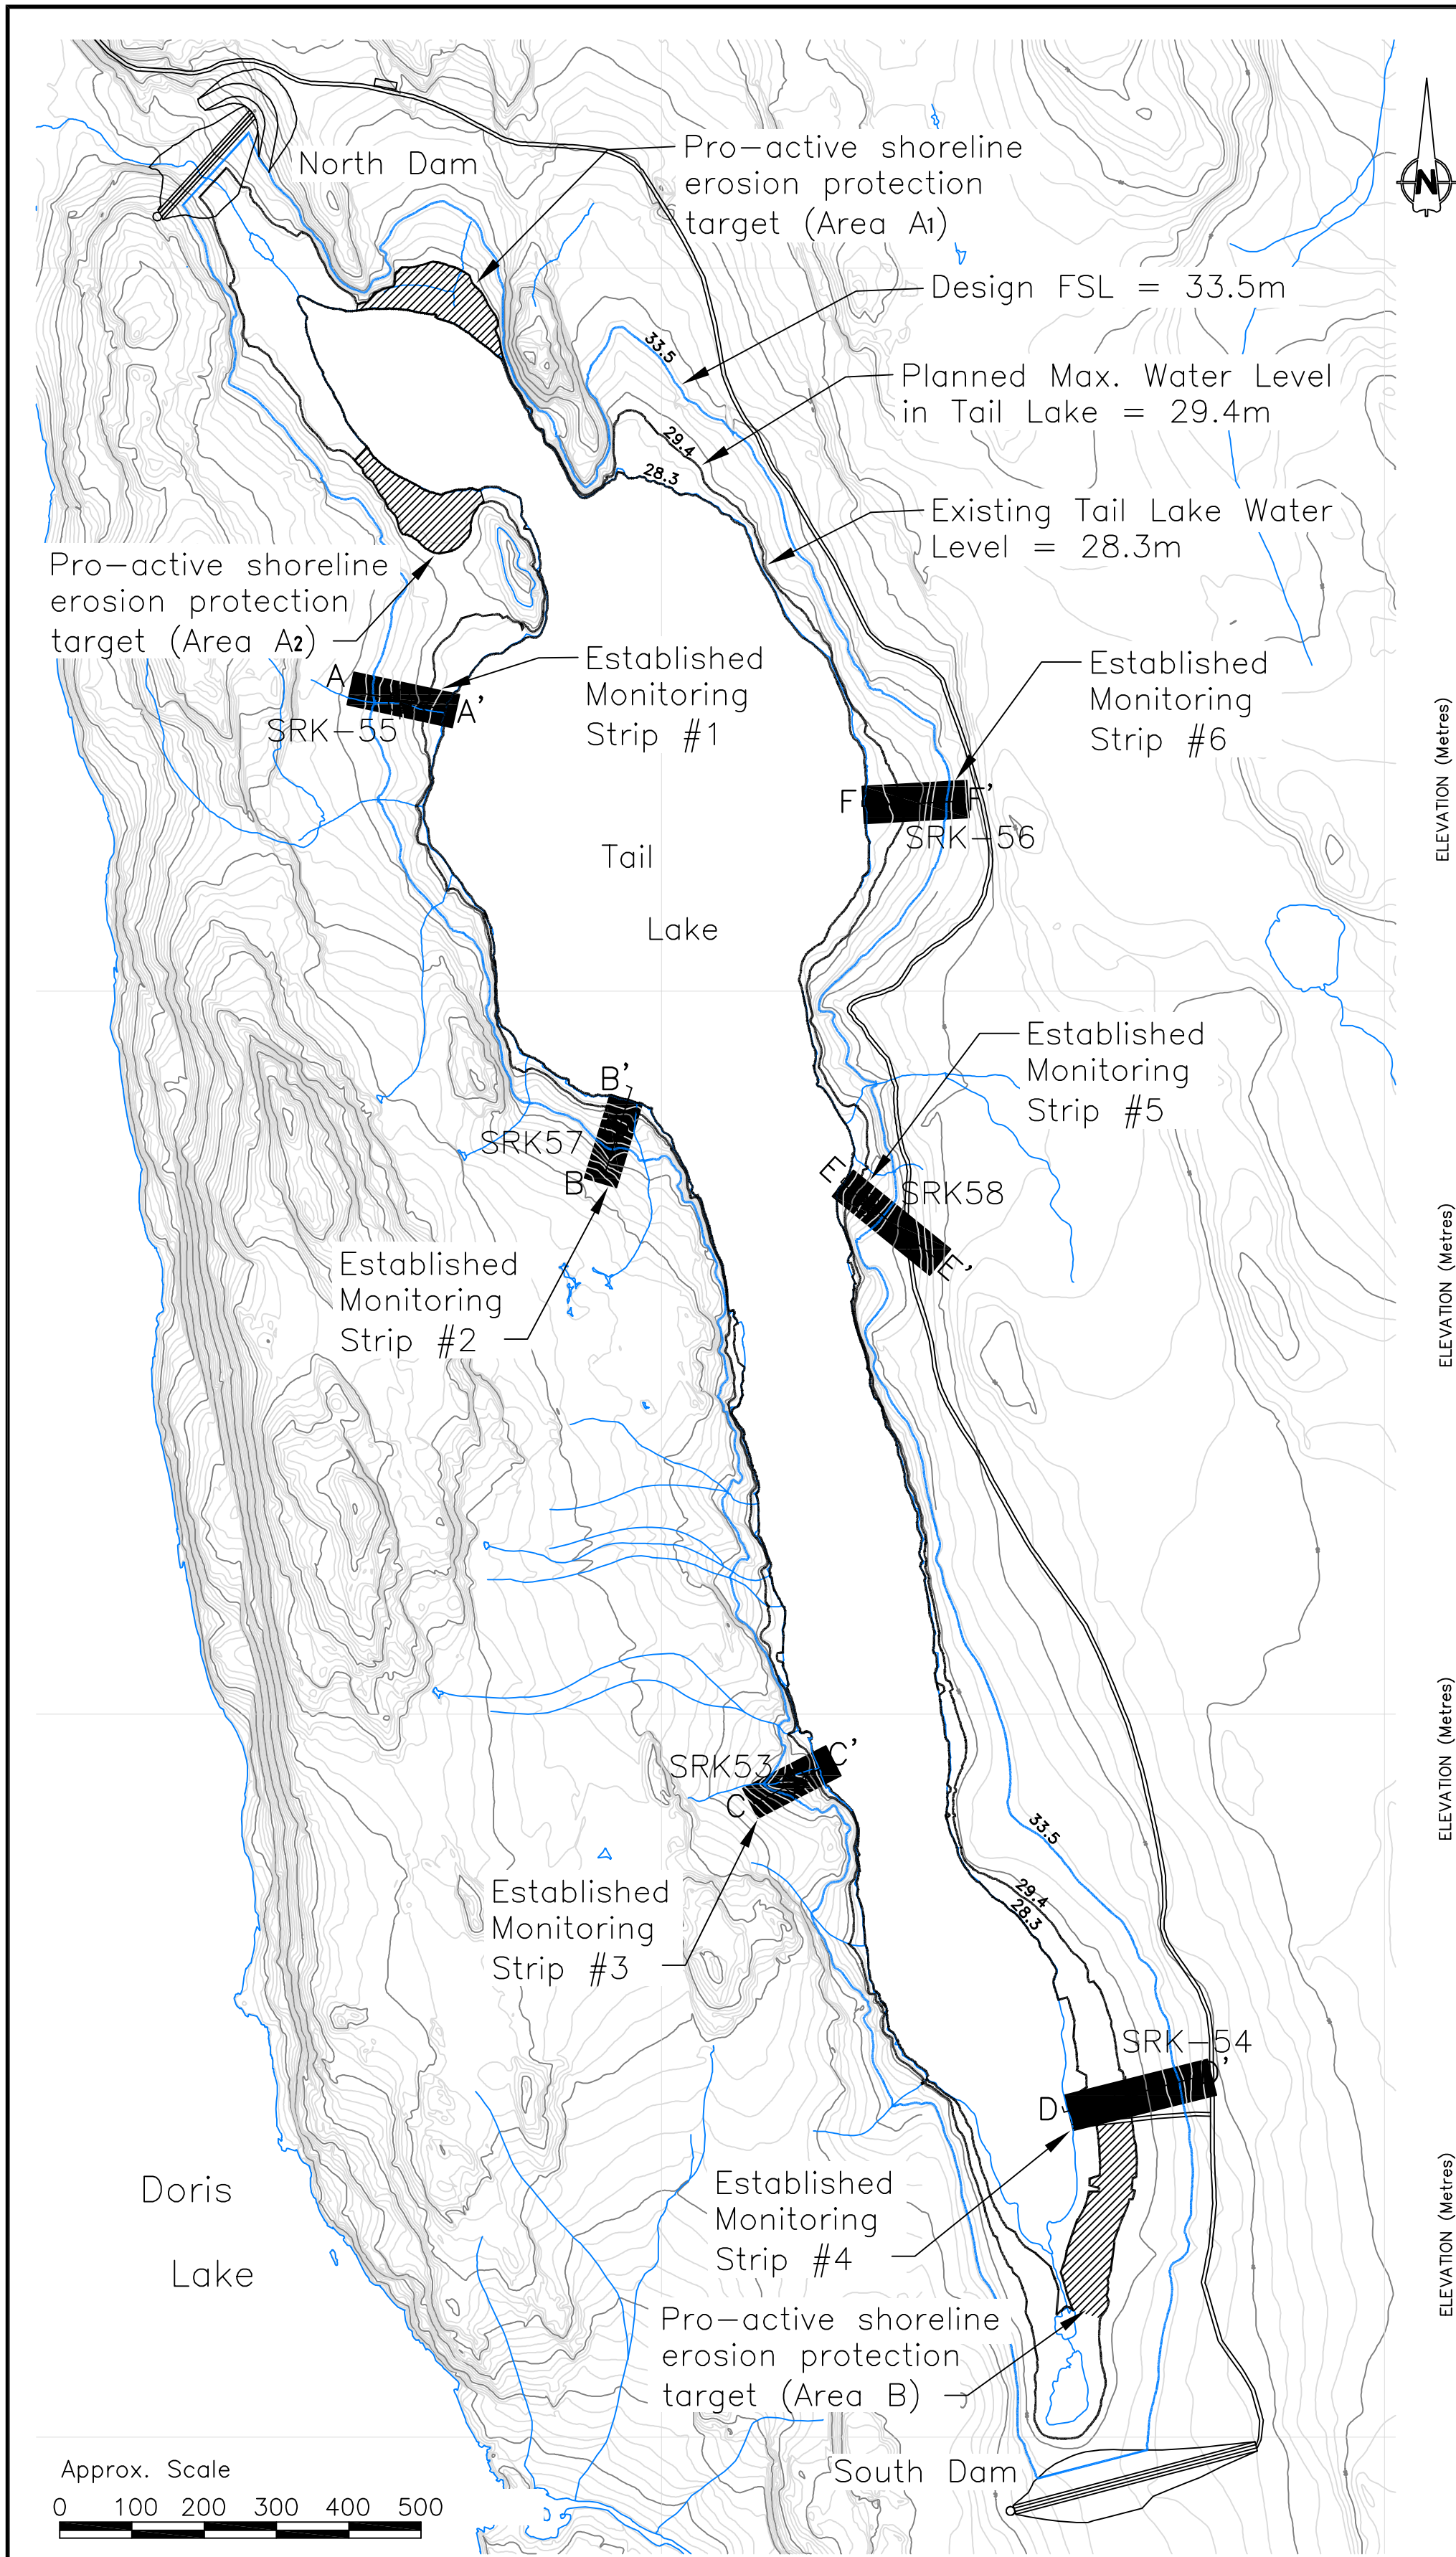 North Dam
Pro-active shoreline
erosion protection
target (Area A1)
N
Design FSL = 33.5m
33.5
Planned Max. Water Level
in Tail Lake = 29.4m
29.4
28.3
Existing Tail Lake Water
Level = 28.3m
Pro-active shoreline
erosion protection
target (Area A2)
Established
Monitoring
Strip #1
A
A'
SRK-55
Established
Monitoring
Strip #6
F
F'
SRK-56
ELEVATION (Metres)
Tail
Lake
Established
Monitoring
Strip #5
B'
SRK57
B
E
SRK58
E'
Established
Monitoring
Strip #2
ELEVATION (Metres)
SRK53
C'
C
ELEVATION (Metres)
33.5
29.4
28.3
Established
Monitoring
Strip #3
SRK-54
D'
D
Doris
Lake
Established
Monitoring
Strip #4
ELEVATION (Metres)
Pro-active shoreline
erosion protection
target (Area B)
South Dam
Approx. Scale
0 100 200 300 400 500